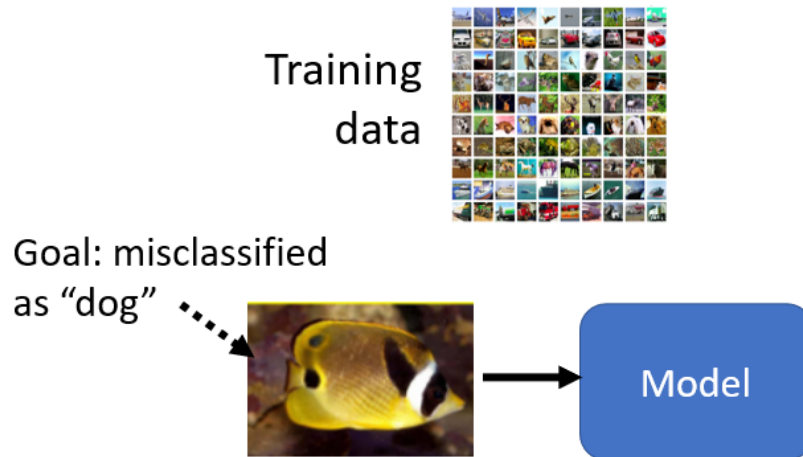 Training
data
Goal: misclassified
as “dog”
Model